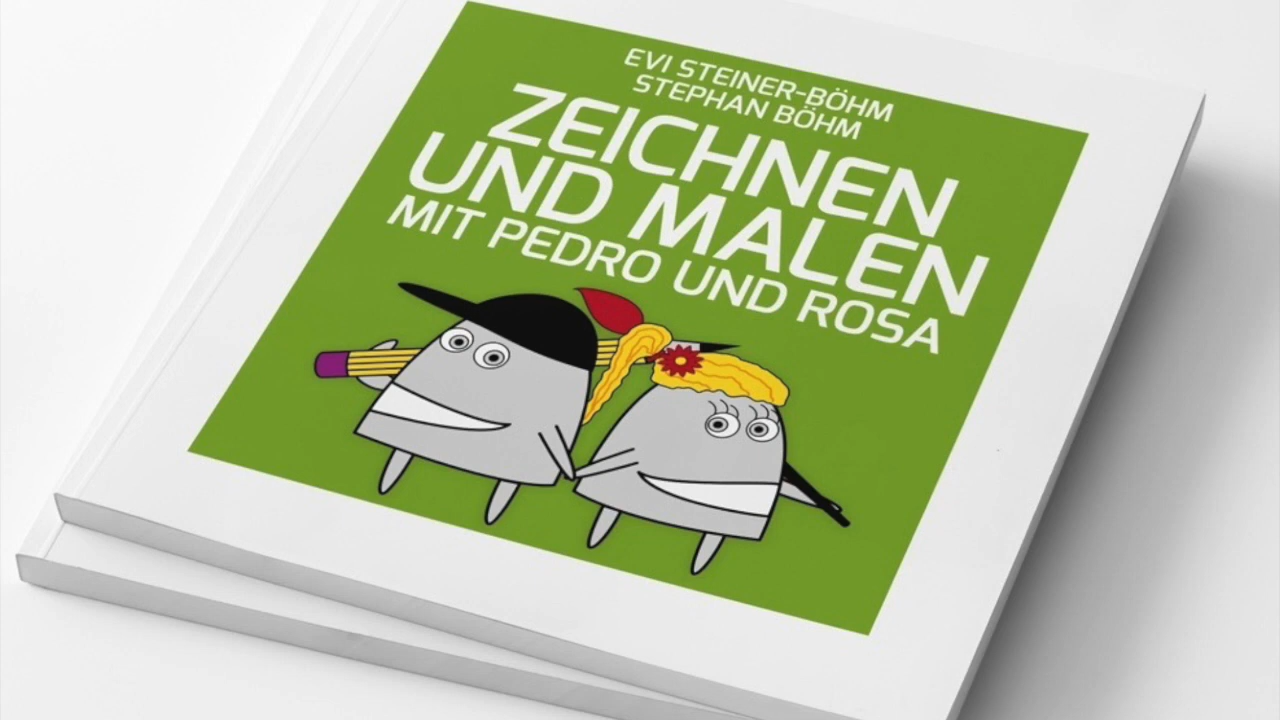 EVI STEINER-BÖHM
STEPHAN BÖHM
ZEICHNEN
UND MALEN
MIT PEDRO UND ROSA